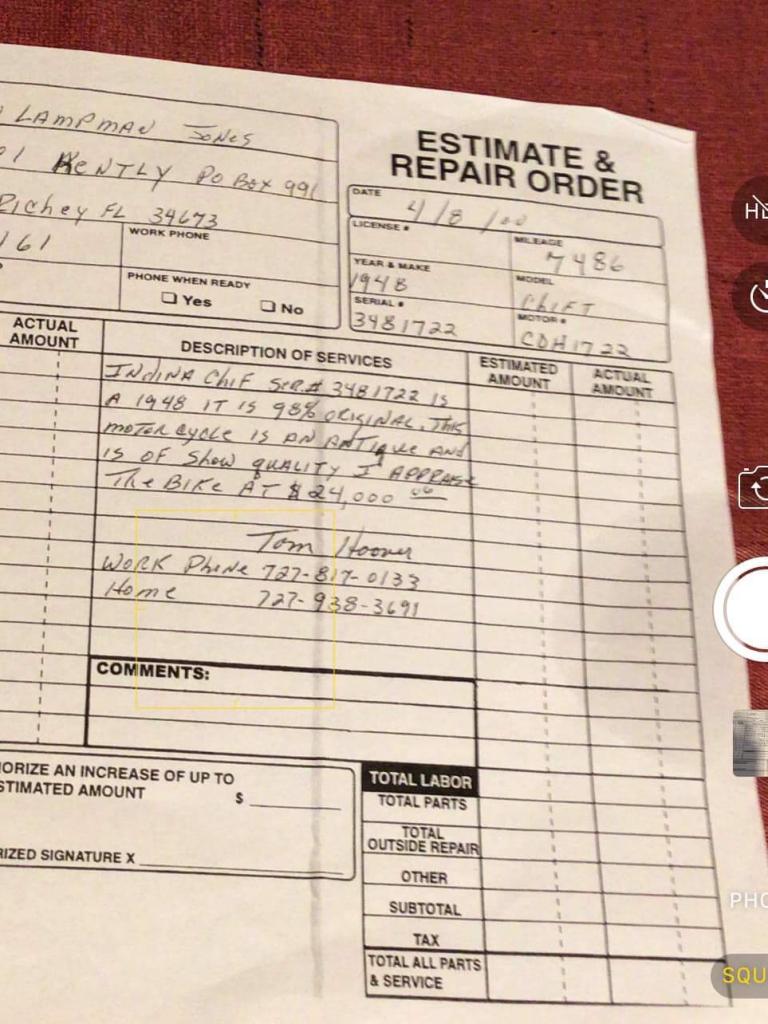 LAMPMAN JONES
KENTLY PO BOX 991
Richey FL 34673
161
WORK PHONE
PHONE WHEN READY
Yes No
ESTIMATE &
REPAIR ORDER
DATE
4/8/00
LICENSE #
MILEAGE
7486
YEAR & MAKE
1948
MODEL
CHIFT
SERIAL #
3481722
MOTOR #
CDH1722
ACTUAL
AMOUNT
DESCRIPTION OF SERVICES
ESTIMATED
AMOUNT
ACTUAL
AMOUNT
INdiNA CHIF SER.# 3481722 IS
A 1948 IT IS 98% ORIGINAL. THIS
MOTOR CYCLE IS AN ANTIQUE AND
IS OF SHOW QUALITY I APPRAISE
The BIKE AT $24,000 00
Tom Hoover
WORK Phone 727-817-0133
Home 727-938-3691
COMMENTS:
ORIZE AN INCREASE OF UP TO
STIMATED AMOUNT $
RIZED SIGNATURE X
TOTAL LABOR
TOTAL PARTS
TOTAL
OUTSIDE REPAIR
OTHER
SUBTOTAL
TAX
TOTAL ALL PARTS
& SERVICE
PHO
SQU